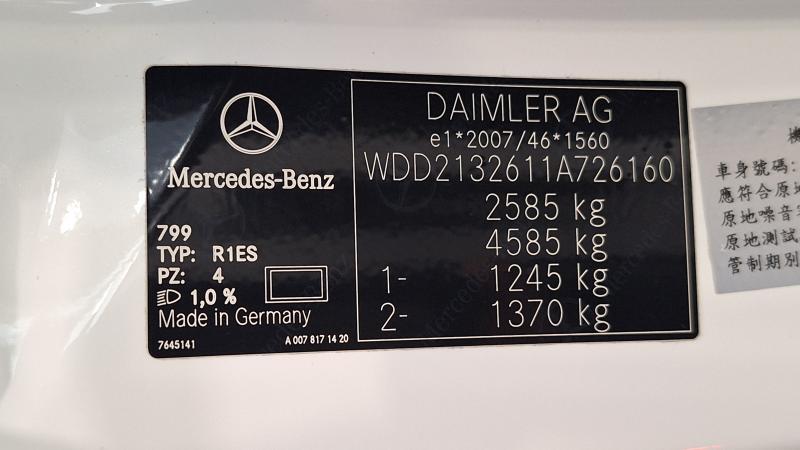 Mercedes-Benz
799
TYP: R1ES
PZ: 4
1,0 %
Made in Germany
7645141
A 007 817 14 20
DAIMLER AG
e1*2007/46*1560
WDD2132611A726160
2585 kg
4585 kg
1- 1245 kg
2- 1370 kg
車身號碼:
應符合原地
原地噪音
原地測試
管制期別